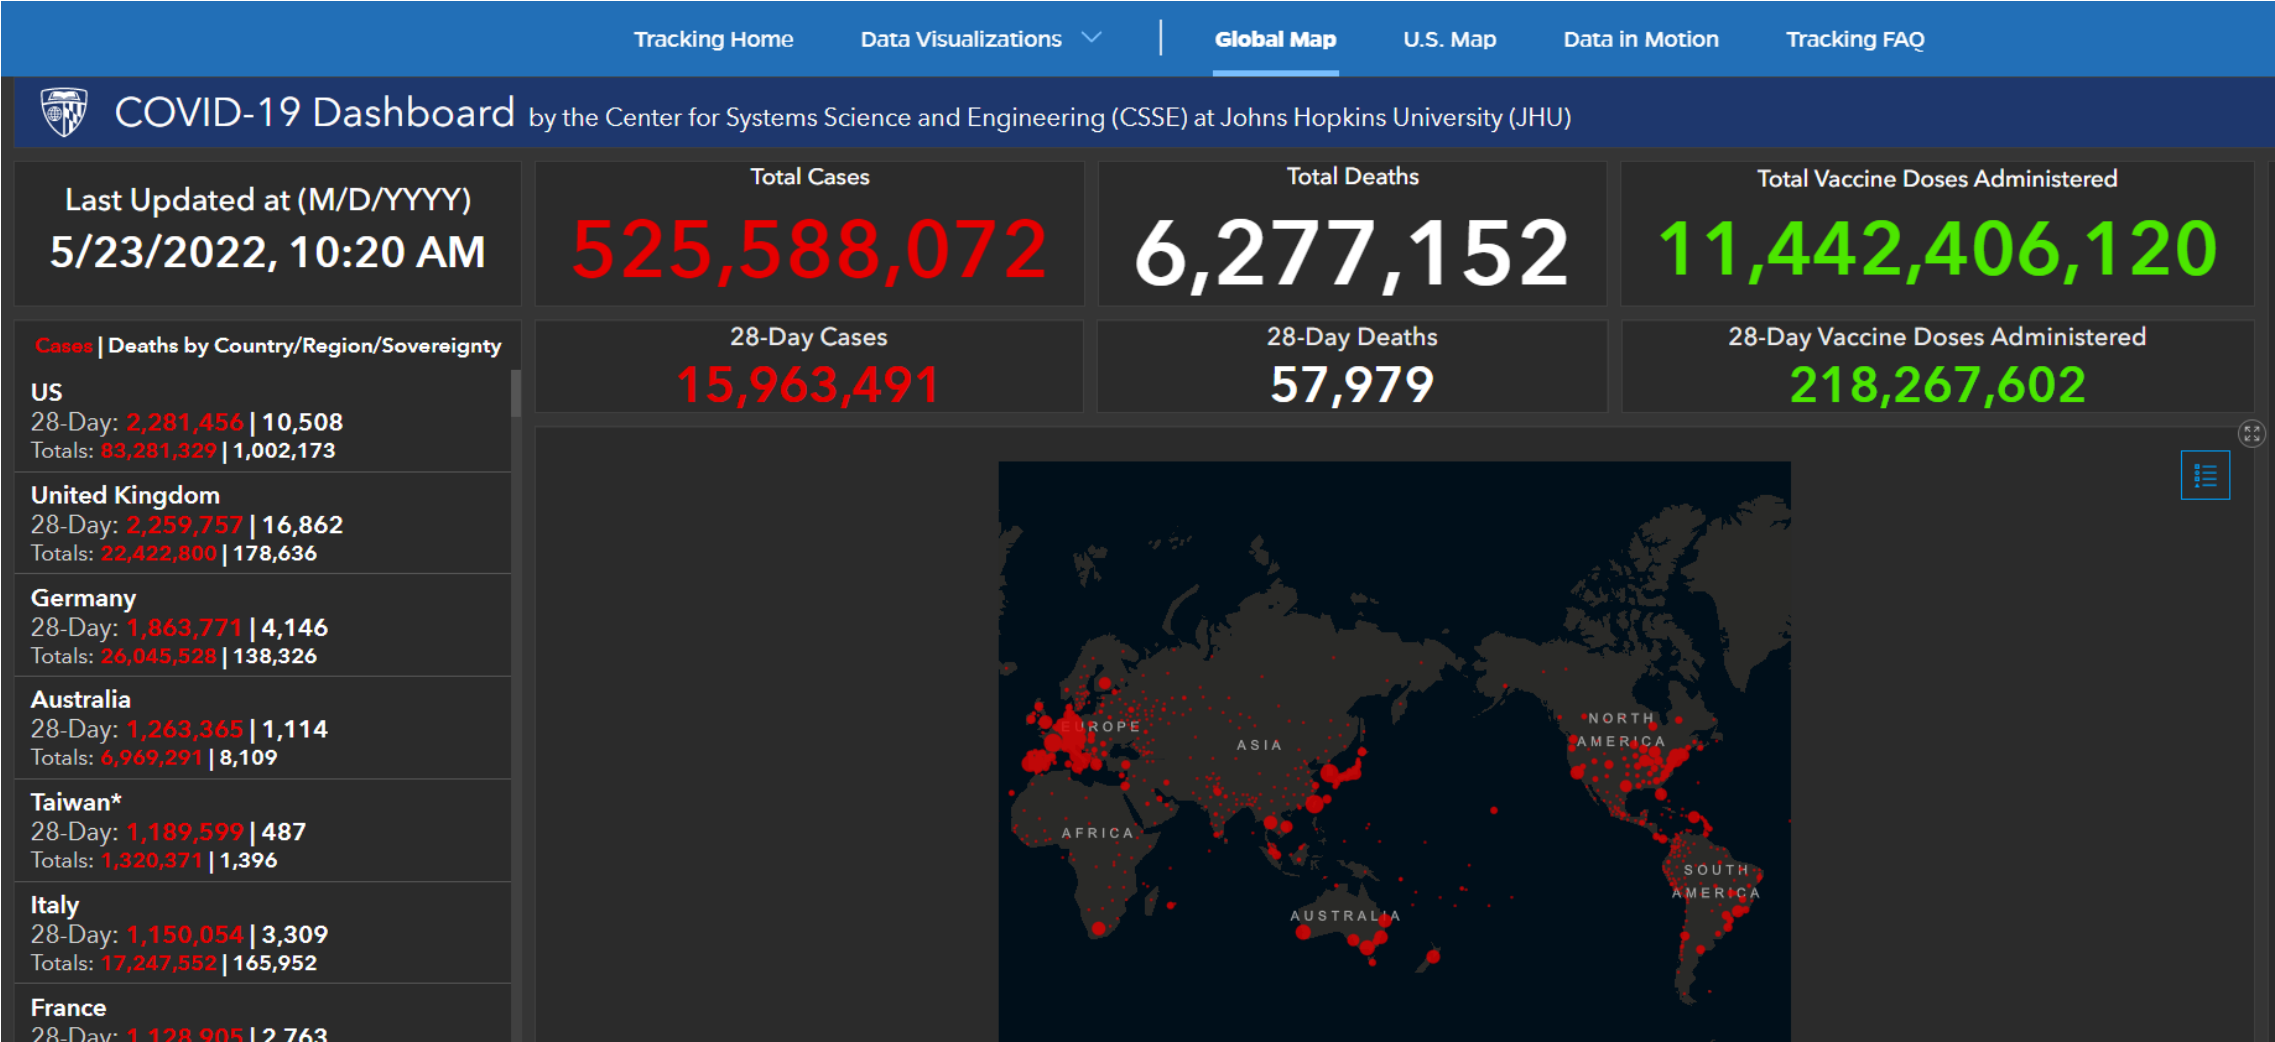 Tracking Home Data Visualizations Global Map U.S. Map Data in Motion Tracking FAQ
COVID-19 Dashboard by the Center for Systems Science and Engineering (CSSE) at Johns Hopkins University (JHU)
Last Updated at (M/D/YYYY)
5/23/2022, 10:20 AM
Total Cases
525,588,072
Total Deaths
6,277,152
Total Vaccine Doses Administered
11,442,406,120
28-Day Cases
15,963,491
28-Day Deaths
57,979
28-Day Vaccine Doses Administered
218,267,602
Cases | Deaths by Country/Region/Sovereignty
US
28-Day: 2,281,456 | 10,508
Totals: 83,281,329 | 1,002,173
United Kingdom
28-Day: 2,259,757 | 16,862
Totals: 22,422,800 | 178,636
Germany
28-Day: 1,863,771 | 4,146
Totals: 26,045,528 | 138,326
Australia
28-Day: 1,263,365 | 1,114
Totals: 6,969,291 | 8,109
Taiwan*
28-Day: 1,189,599 | 487
Totals: 1,320,371 | 1,396
Italy
28-Day: 1,150,054 | 3,309
Totals: 17,247,552 | 165,952
France
28-Day: 1,128,905 | 2,763
EUROPE
ASIA
AFRICA
AUSTRALIA
NORTH
AMERICA
SOUTH
AMERICA